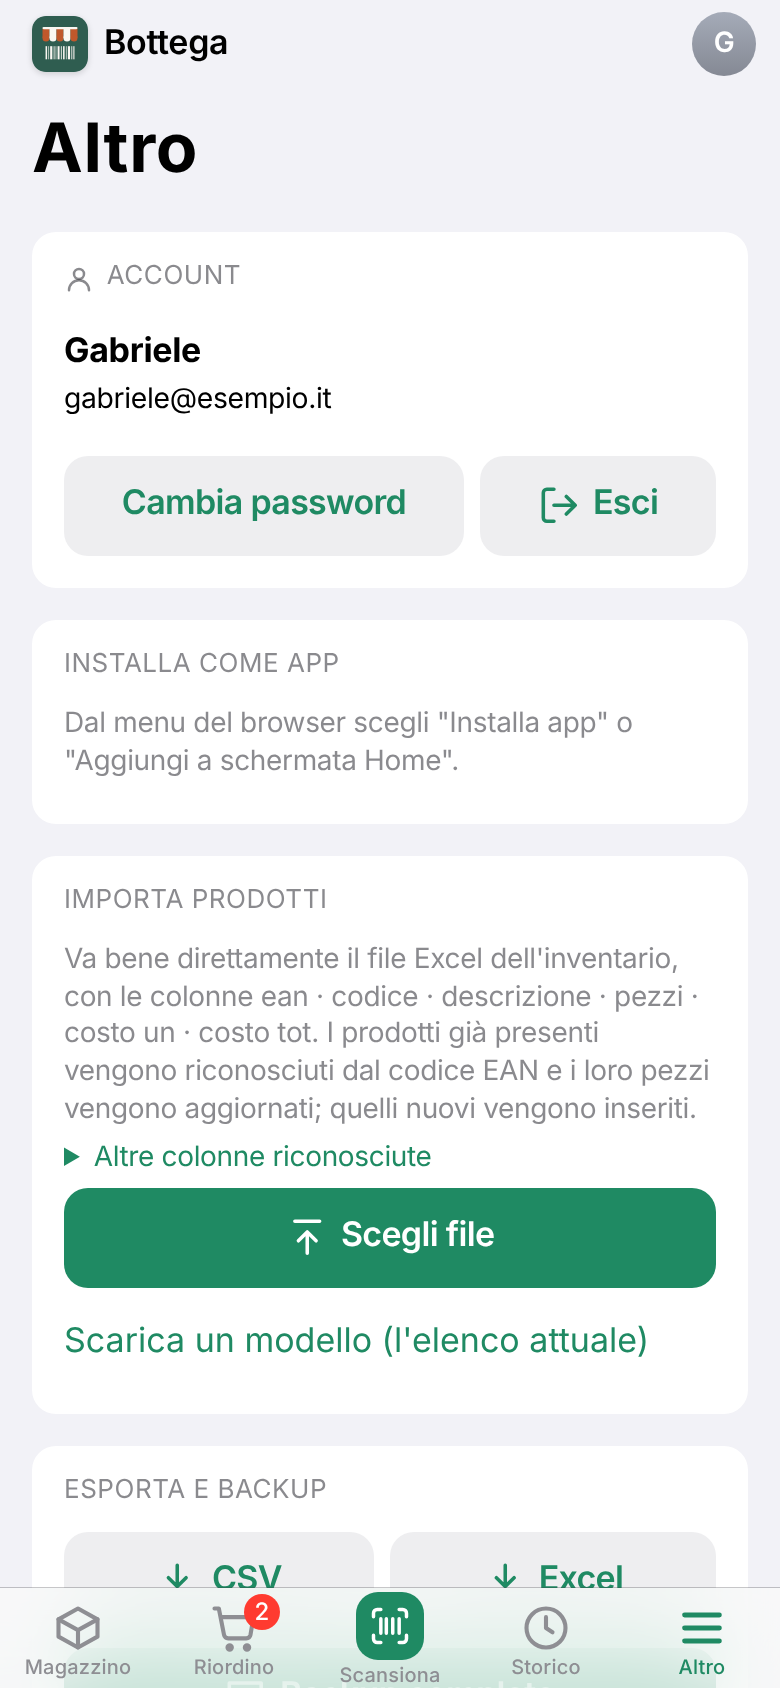 Bottega
G
Altro
ACCOUNT
Gabriele
gabriele@esempio.it
Cambia password
Esci
INSTALLA COME APP
Dal menu del browser scegli "Installa app" o
"Aggiungi a schermata Home".
IMPORTA PRODOTTI
Va bene direttamente il file Excel dell'inventario,
con le colonne ean · codice · descrizione · pezzi ·
costo un · costo tot. I prodotti già presenti
vengono riconosciuti dal codice EAN e i loro pezzi
vengono aggiornati; quelli nuovi vengono inseriti.
Altre colonne riconosciute
Scegli file
Scarica un modello (l'elenco attuale)
ESPORTA E BACKUP
CSV
Excel
2
Magazzino
Riordino
Scansiona
Storico
Altro